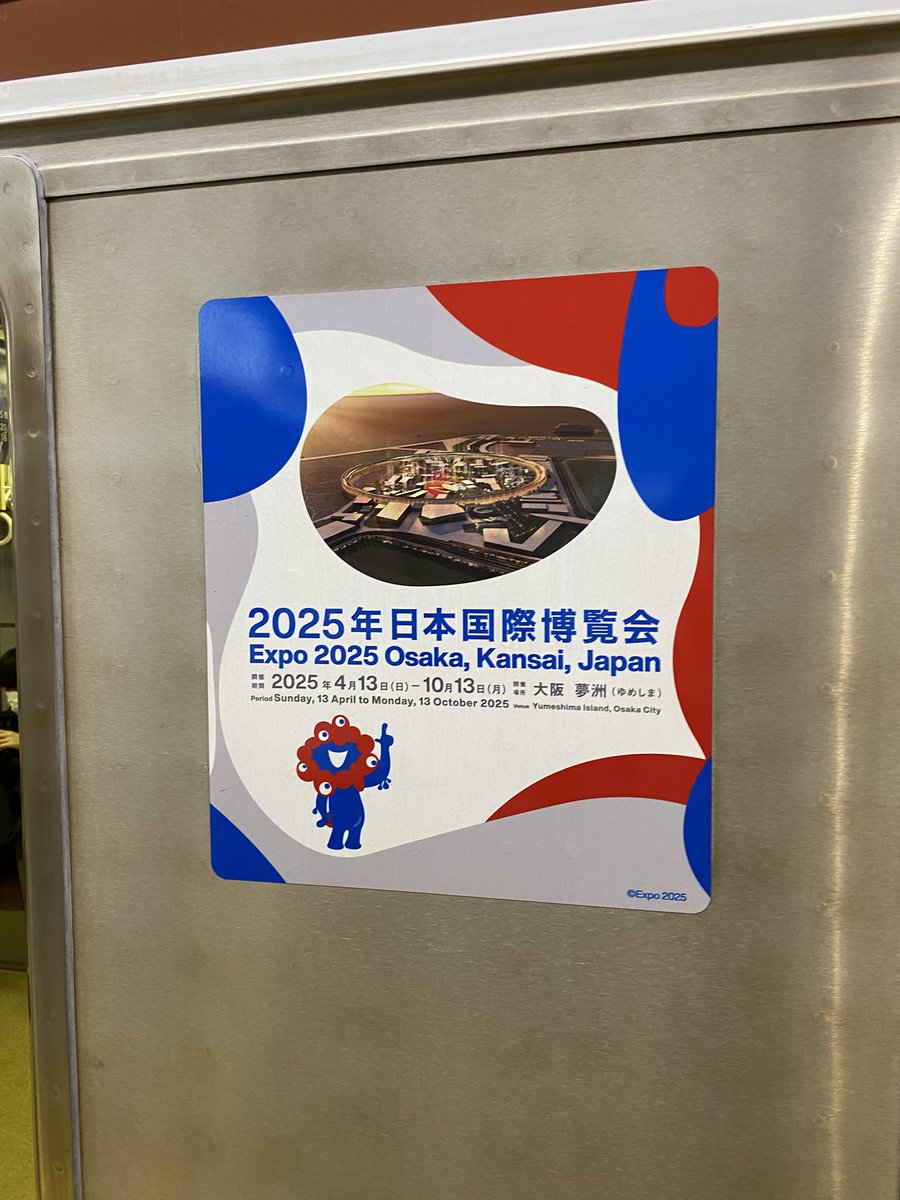 2025年日本国際博覧会
Expo 2025 Osaka, Kansai, Japan
開催期間 2025年4月13日(日)−10月13日(月) 開催場所 大阪 夢洲(ゆめしま)
Period Sunday, 13 April to Monday, 13 October 2025 Venue Yumeshima Island, Osaka City
©Expo 2025